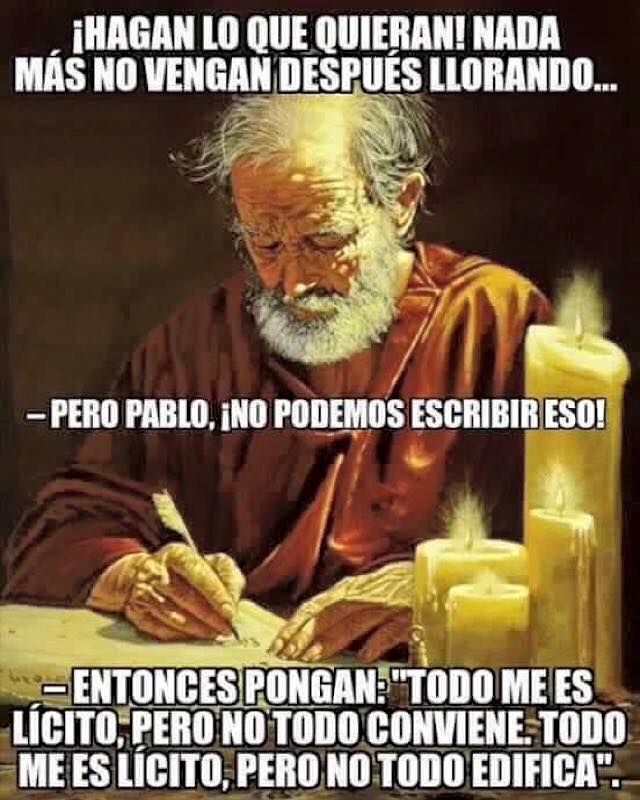 ¡HAGAN LO QUE QUIERAN! NADA
MÁS NO VENGAN DESPUÉS LLORANDO...
– PERO PABLO, ¡NO PODEMOS ESCRIBIR ESO!
– ENTONCES PONGAN: "TODO ME ES
LÍCITO, PERO NO TODO CONVIENE. TODO
ME ES LÍCITO, PERO NO TODO EDIFICA".